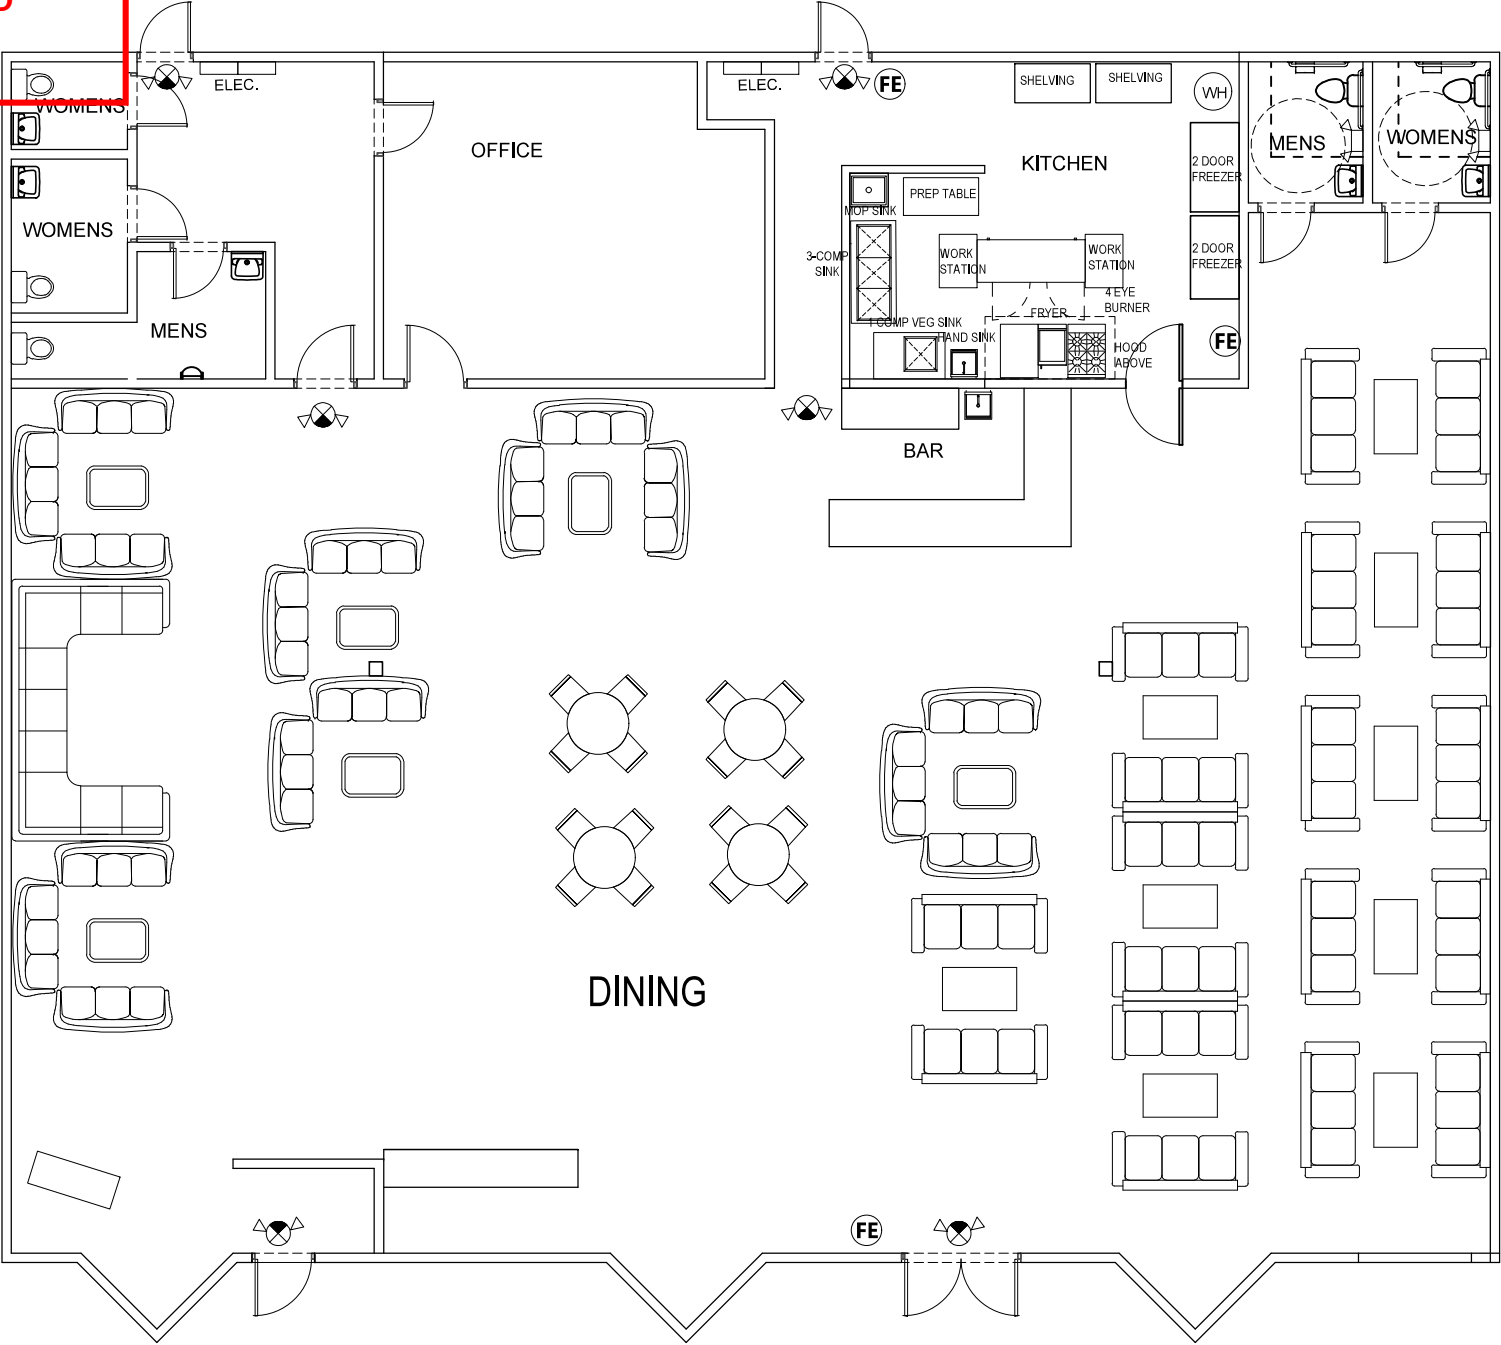 ELEC.
WOMENS
ELEC.
FE
SHELVING
SHELVING
WH
MENS
WOMENS
OFFICE
KITCHEN
2 DOOR
FREEZER
PREP TABLE
MOP SINK
WOMENS
3-COMP
SINK
WORK
STATION
WORK
STATION
2 DOOR
FREEZER
4 EYE
BURNER
FRYER
1 COMP VEG SINK
HAND SINK
MENS
HOOD
ABOVE
FE
BAR
DINING
FE